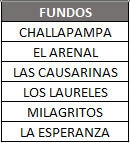 FUNDOS
CHALLAPAMPA
EL ARENAL
LAS CAUSARINAS
LOS LAURELES
MILAGRITOS
LA ESPERANZA